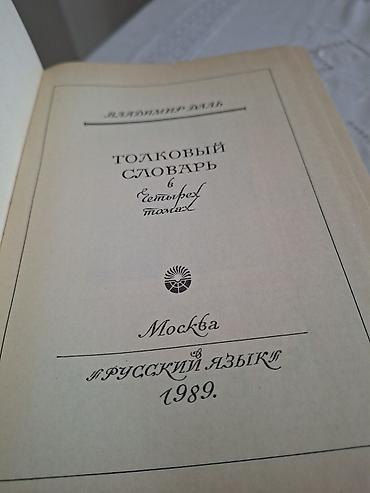 ВЛАДИМИР ДАЛЬ
ТОЛКОВЫЙ
СЛОВАРЬ
в
четырех
томах
Москва
«РУССКИЙ ЯЗЫК»
1989.